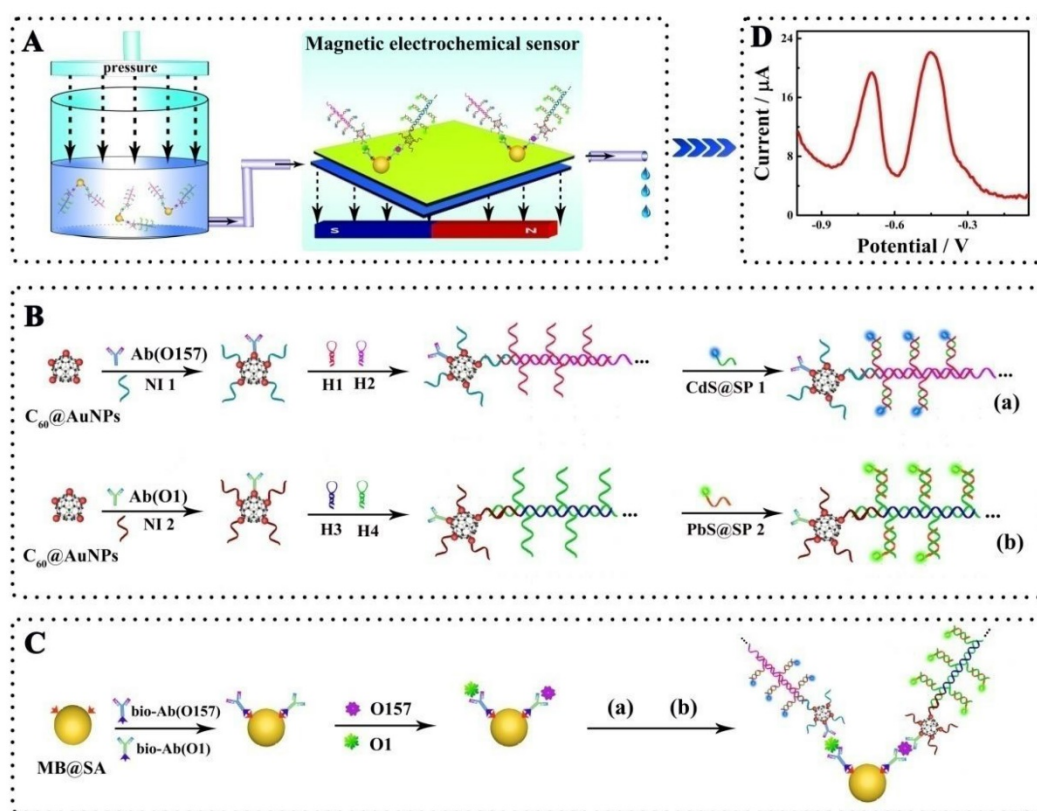 A
pressure
Magnetic electrochemical sensor
S
N
D
Current / μA
24
16
8
0
-0.9
-0.6
-0.3
Potential / V
B
Ab(O157)
NI 1
C60@AuNPs
H1 H2
...
CdS@SP 1
...
(a)
Ab(O1)
NI 2
C60@AuNPs
H3 H4
...
PbS@SP 2
...
(b)
C
MB@SA
bio-Ab(O157)
bio-Ab(O1)
O157
O1
(a) (b)
...
...